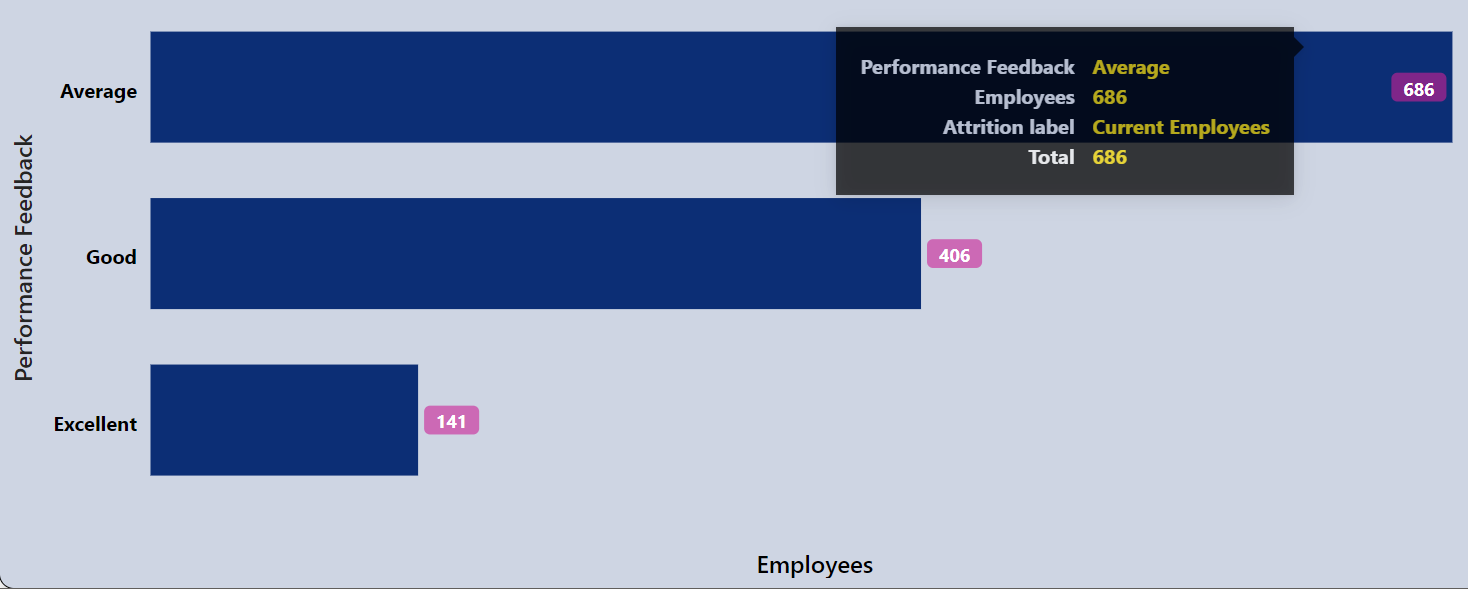 Performance Feedback Average
Employees 686
Attrition label Current Employees
Total 686
Average
686
Good
406
Excellent
141
Performance Feedback
Employees